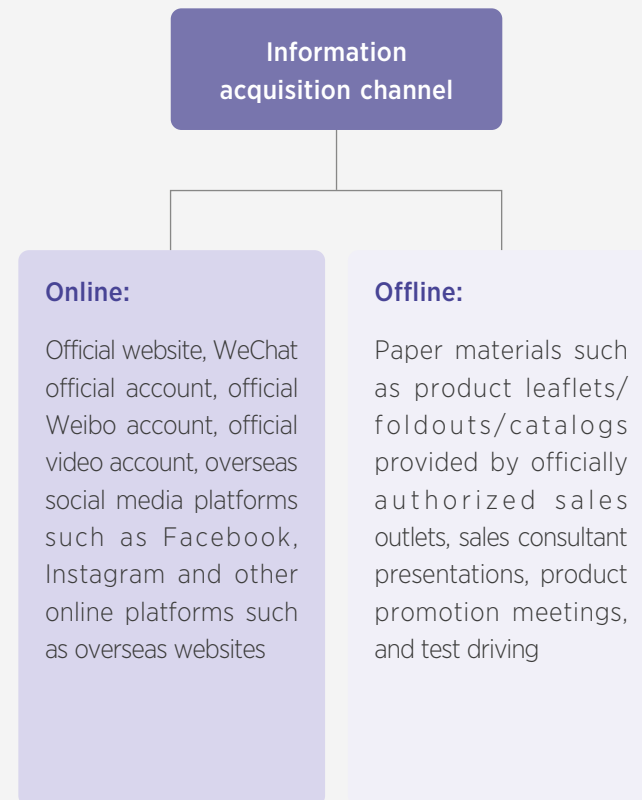 Information
acquisition channel
Online:
Official website, WeChat
official account, official
Weibo account, official
video account, overseas
social media platforms
such as Facebook,
Instagram and other
online platforms such
as overseas websites
Offline:
Paper materials such
as product leaflets/
foldouts/catalogs
provided by officially
authorized sales
outlets, sales consultant
presentations, product
promotion meetings,
and test driving